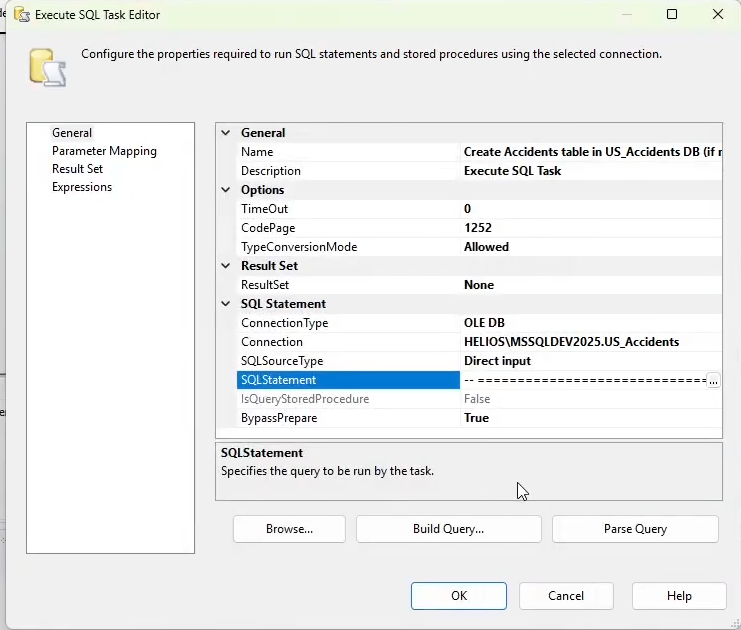 Execute SQL Task Editor
Configure the properties required to run SQL statements and stored procedures using the selected connection.
General
Parameter Mapping
Result Set
Expressions
General
Name Create Accidents table in US_Accidents DB (if
Description Execute SQL Task
Options
TimeOut 0
CodePage 1252
TypeConversionMode Allowed
Result Set
ResultSet None
SQL Statement
ConnectionType OLE DB
Connection HELIOS\MSSQLDEV2025.US_Accidents
SQLSourceType Direct input
SQLStatement -- ============================= ...
IsQueryStoredProcedure False
BypassPrepare True
SQLStatement
Specifies the query to be run by the task.
Browse... Build Query... Parse Query
OK Cancel Help